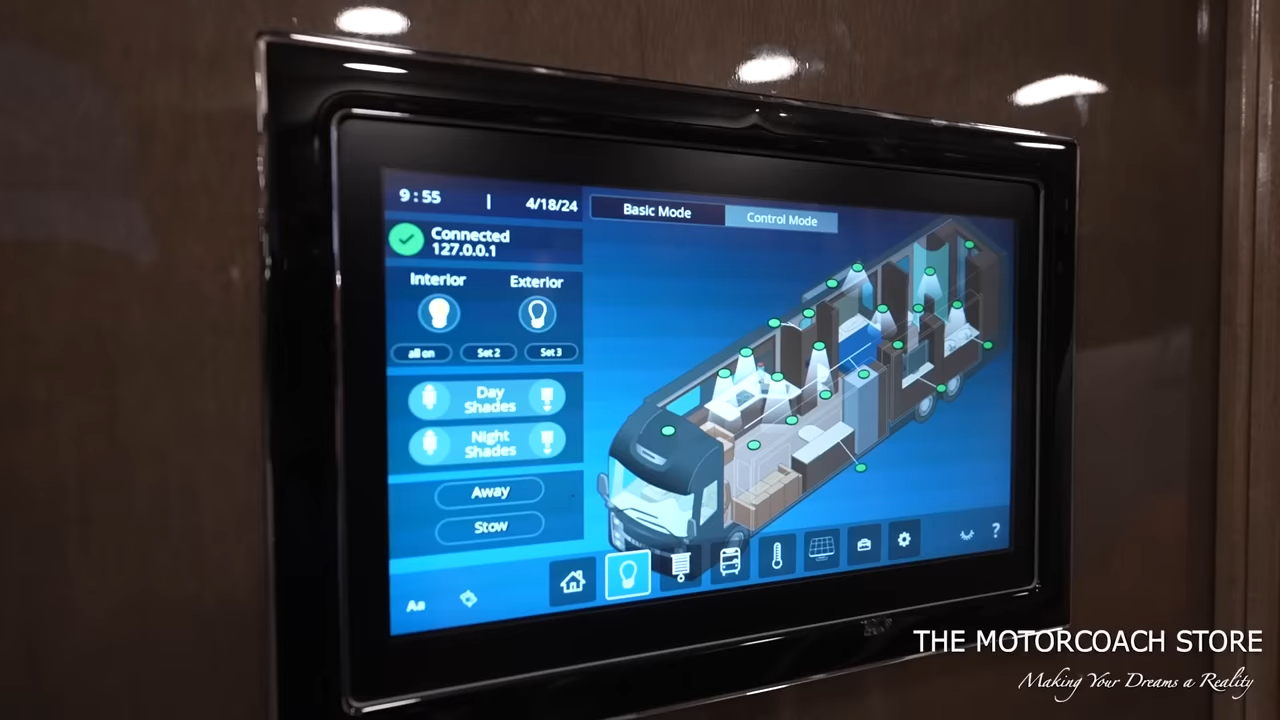 9:55 | 4/18/24
Basic Mode Control Mode
Connected
127.0.0.1
Interior Exterior
all on Set 2 Set 3
Day
Shades
Night
Shades
Away
Stow
Aa
?
THE MOTORCOACH STORE
Making Your Dreams a Reality